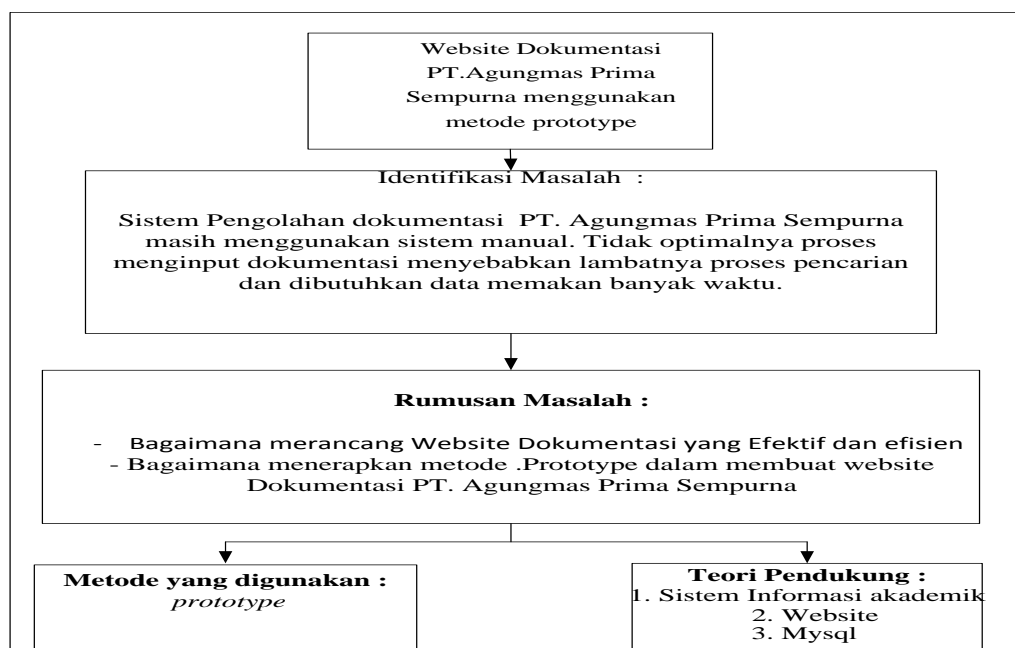 Website Dokumentasi
PT.Agungmas Prima
Sempurna menggunakan
metode prototype
Identifikasi Masalah :
Sistem Pengolahan dokumentasi PT. Agungmas Prima Sempurna
masih menggunakan sistem manual. Tidak optimalnya proses
menginput dokumentasi menyebabkan lambatnya proses pencarian
dan dibutuhkan data memakan banyak waktu.
Rumusan Masalah :
- Bagaimana merancang Website Dokumentasi yang Efektif dan efisien
- Bagaimana menerapkan metode .Prototype dalam membuat website
Dokumentasi PT. Agungmas Prima Sempurna
Metode yang digunakan :
prototype
Teori Pendukung :
1. Sistem Informasi akademik
2. Website
3. Mysql